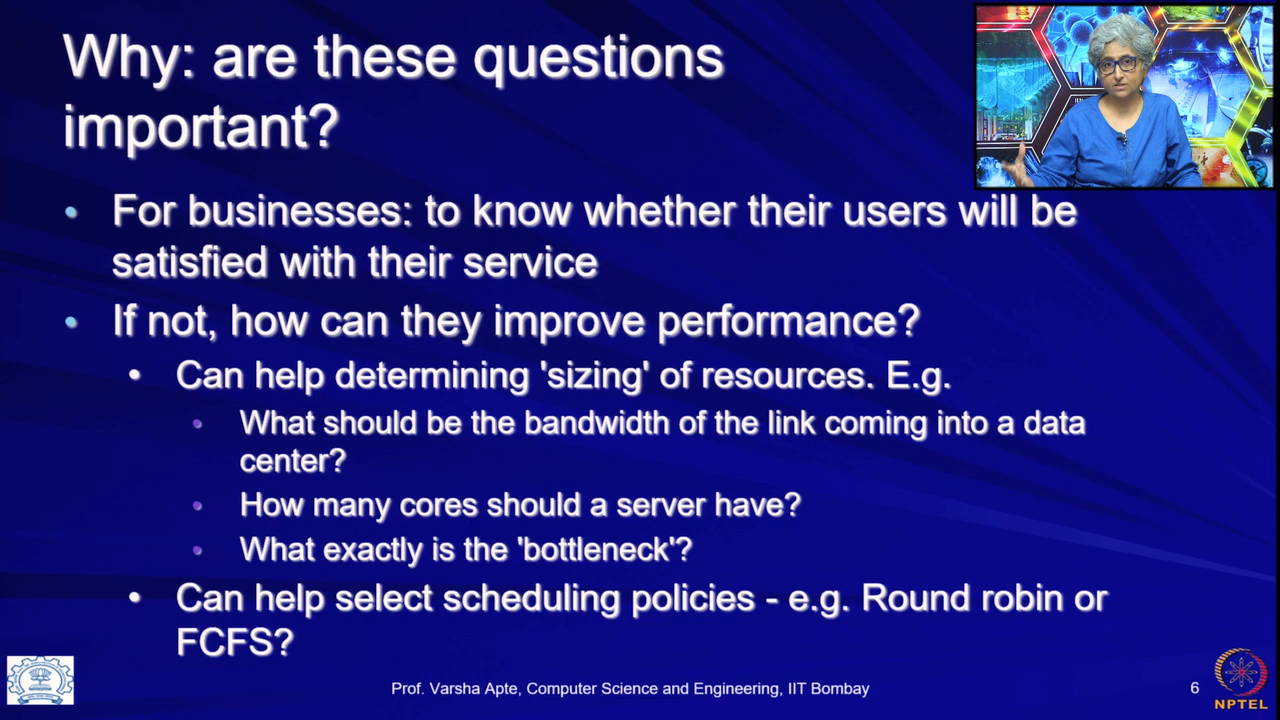 Why: are these questions
important?
For businesses: to know whether their users will be
satisfied with their service
If not, how can they improve performance?
Can help determining 'sizing' of resources. E.g.
What should be the bandwidth of the link coming into a data
center?
How many cores should a server have?
What exactly is the 'bottleneck'?
Can help select scheduling policies - e.g. Round robin or
FCFS?
Prof. Varsha Apte, Computer Science and Engineering, IIT Bombay
6
NPTEL